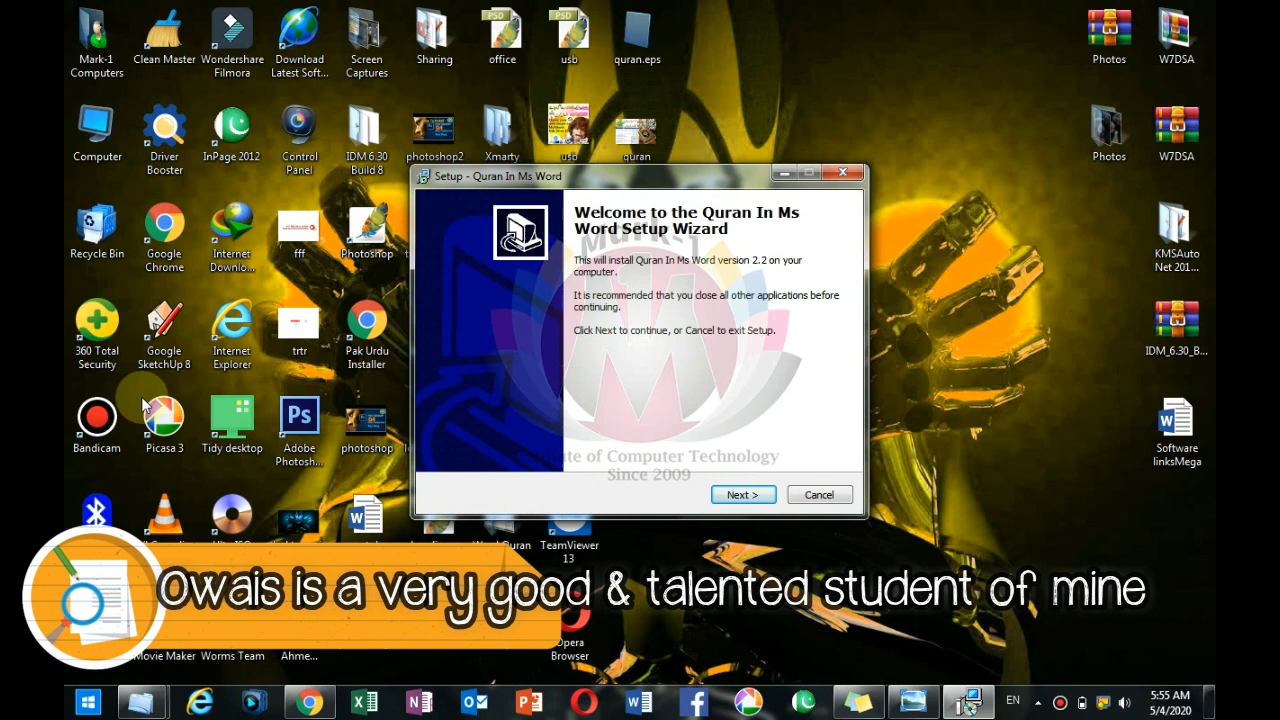 Mark-1
Computers
Clean Master
Wondershare
Filmora
Download
Latest Soft...
Screen
Captures
Sharing
PSD
office
PSD
usb
quran.eps
Photos
W7DSA
Computer
Driver
Booster
InPage 2012
Control
Panel
IDM 6.30
Build 8
photoshop2
Xmarty
usb
quran
Photos
W7DSA
Recycle Bin
Google
Chrome
Internet
Downlo...
fff
Photoshop
KMSAuto
Net 201...
360 Total
Security
Google
SketchUp 8
Internet
Explorer
trtr
Pak Urdu
Installer
IDM_6.30_B...
Bandicam
Picasa 3
Tidy desktop
Ps
Adobe
Photosh...
photoshop
Software
linksMega
Setup - Quran In Ms Word
Welcome to the Quran In Ms
Word Setup Wizard
Mark-1
This will install Quran In Ms Word version 2.2 on your
computer.
It is recommended that you close all other applications before
continuing.
Click Next to continue, or Cancel to exit Setup.
te of Computer Technology
Since 2009
Next >
Cancel
TeamViewer
13
Owais is a very good & talented student of mine
Movie Maker
Worms Team
Ahme...
Opera
Browser
EN
5:55 AM
5/4/2020